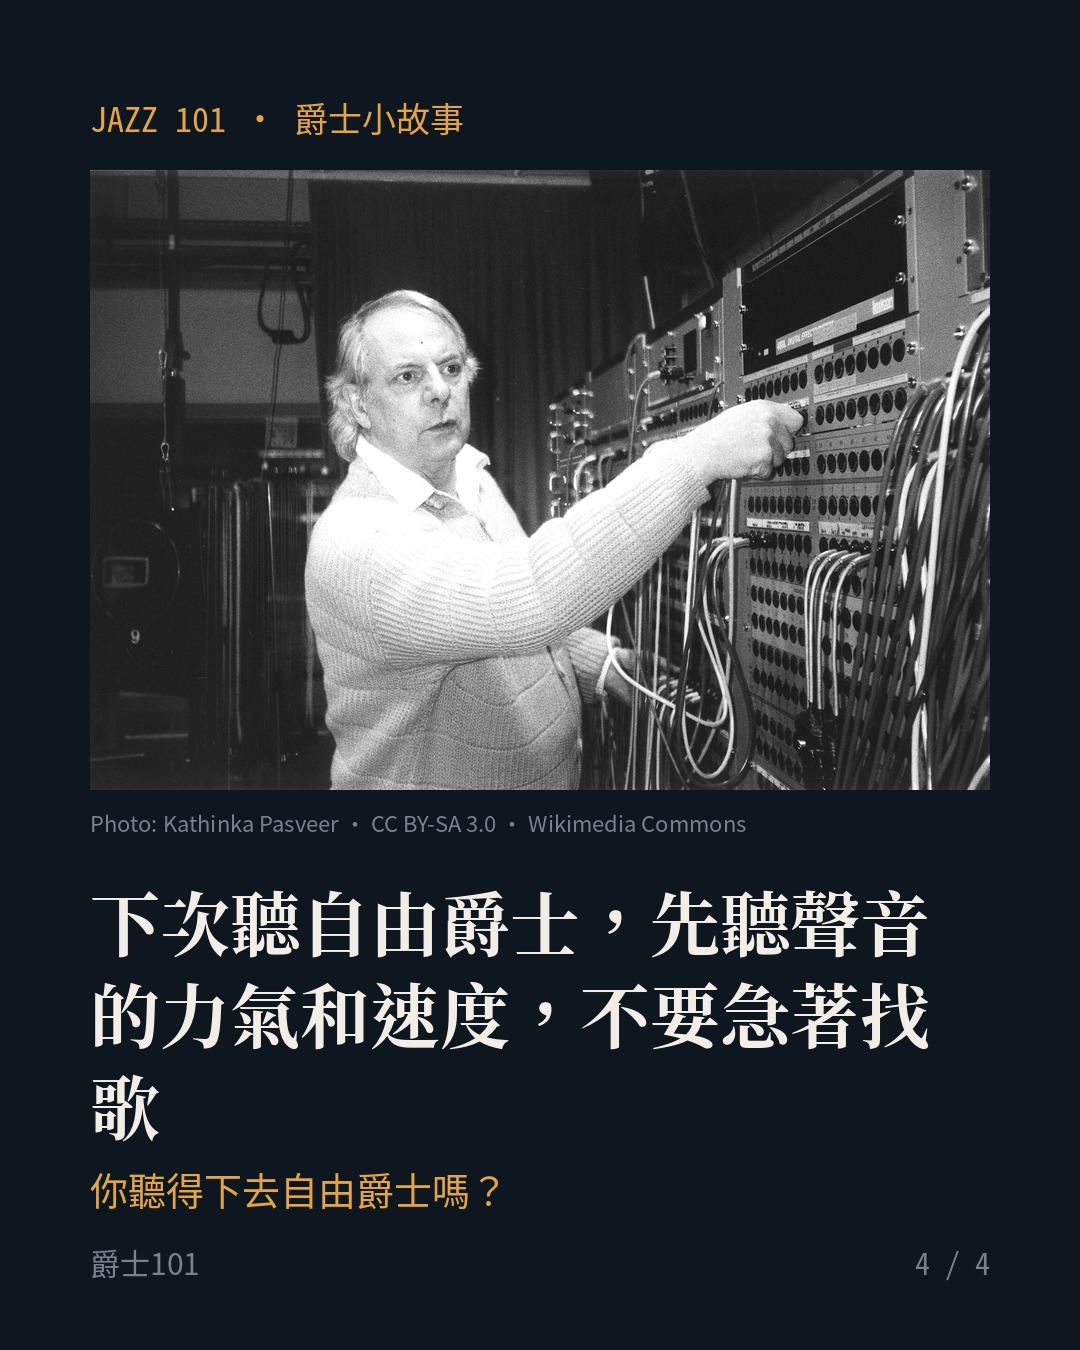 JAZZ 101 · 爵士小故事
9
Photo: Kathinka Pasveer · CC BY-SA 3.0 · Wikimedia Commons
下次聽自由爵士，先聽聲音
的力氣和速度，不要急著找
歌
你聽得下去自由爵士嗎？
爵士101
4 / 4